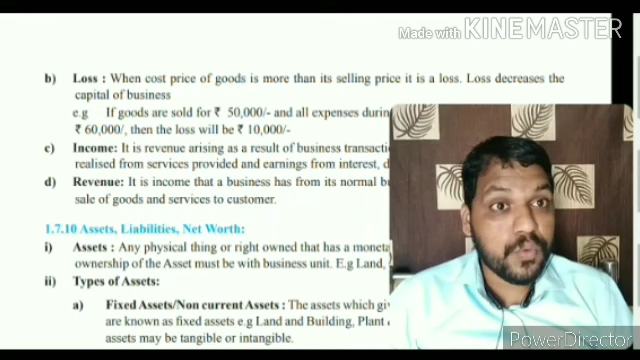 Made with KINEMASTER
b) Loss : When cost price of goods is more than its selling price it is a loss. Loss decreases the
capital of business
e.g If goods are sold for ₹ 50,000/- and all expenses durin
₹ 60,000/, then the loss will be ₹ 10,000/-
c) Income: It is revenue arising as a result of business transacti
realised from services provided and earnings from interest, d
d) Revenue: It is income that a business has from its normal b
sale of goods and services to customer.
1.7.10 Assets, Liabilities, Net Worth:
i) Assets : Any physical thing or right owned that has a moneta
ownership of the Asset must be with business unit. E.g Land,
ii) Types of Assets:
a) Fixed Assets/Non current Assets : The assets which gi
are known as fixed assets e.g Land and Building, Plant
assets may be tangible or intangible.
PowerDirector